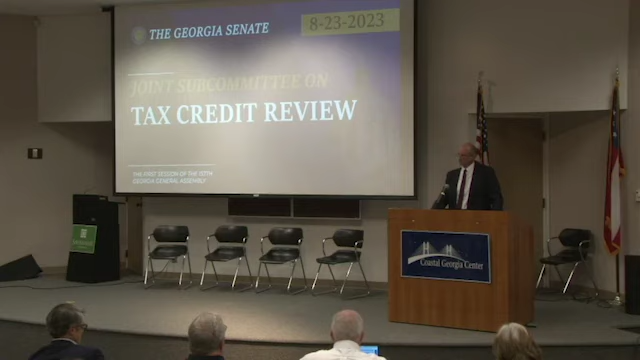 THE GEORGIA SENATE
8-23-2023
JOINT SUBCOMMITTEE ON
TAX CREDIT REVIEW
THE FIRST SESSION OF THE 157TH
GEORGIA GENERAL ASSEMBLY
Coastal Georgia Center